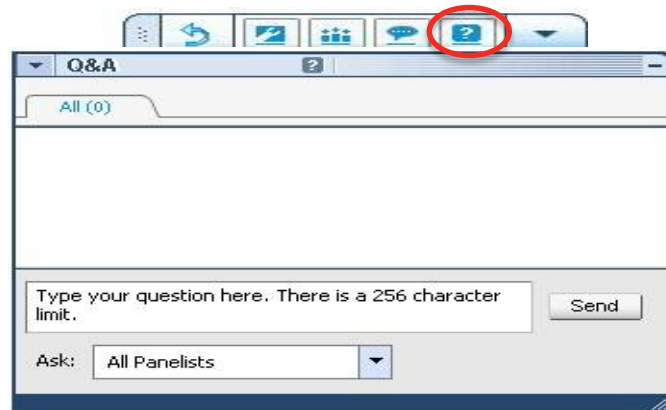 ?
Q&A ?
All (0)
Type your question here. There is a 256 character
limit.
Send
Ask: All Panelists